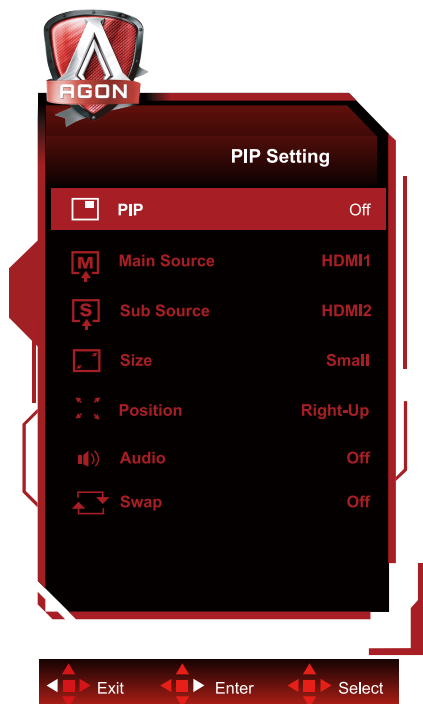 AGON
PIP Setting
PIP Off
M Main Source HDMI1
S Sub Source HDMI2
Size Small
Position Right-Up
Audio Off
Swap Off
Exit Enter Select